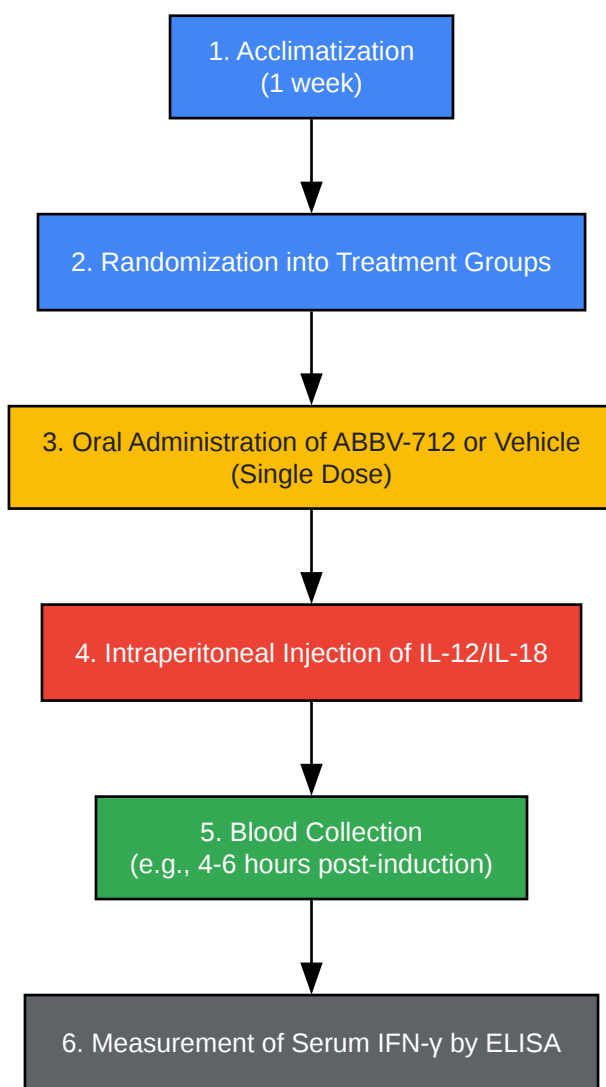 1. Acclimatization
(1 week)
2. Randomization into Treatment Groups
3. Oral Administration of ABBV-712 or Vehicle
(Single Dose)
4. Intraperitoneal Injection of IL-12/IL-18
5. Blood Collection
(e.g., 4-6 hours post-induction)
6. Measurement of Serum IFN-γ by ELISA